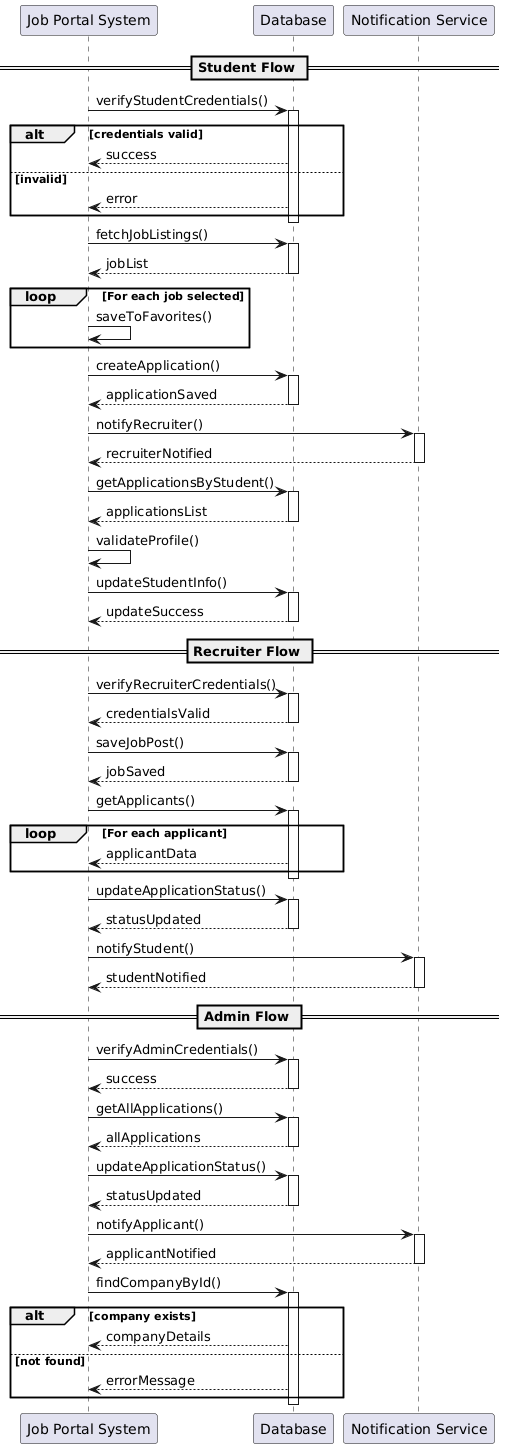 Job Portal System Database Notification Service
Student Flow
verifyStudentCredentials()
alt [credentials valid]
success
[invalid]
error
fetchJobListings()
jobList
loop [For each job selected]
saveToFavorites()
createApplication()
applicationSaved
notifyRecruiter()
recruiterNotified
getApplicationsByStudent()
applicationsList
validateProfile()
updateStudentInfo()
updateSuccess
Recruiter Flow
verifyRecruiterCredentials()
credentialsValid
saveJobPost()
jobSaved
getApplicants()
loop [For each applicant]
applicantData
updateApplicationStatus()
statusUpdated
notifyStudent()
studentNotified
Admin Flow
verifyAdminCredentials()
success
getAllApplications()
allApplications
updateApplicationStatus()
statusUpdated
notifyApplicant()
applicantNotified
findCompanyById()
alt [company exists]
companyDetails
[not found]
errorMessage
Job Portal System Database Notification Service